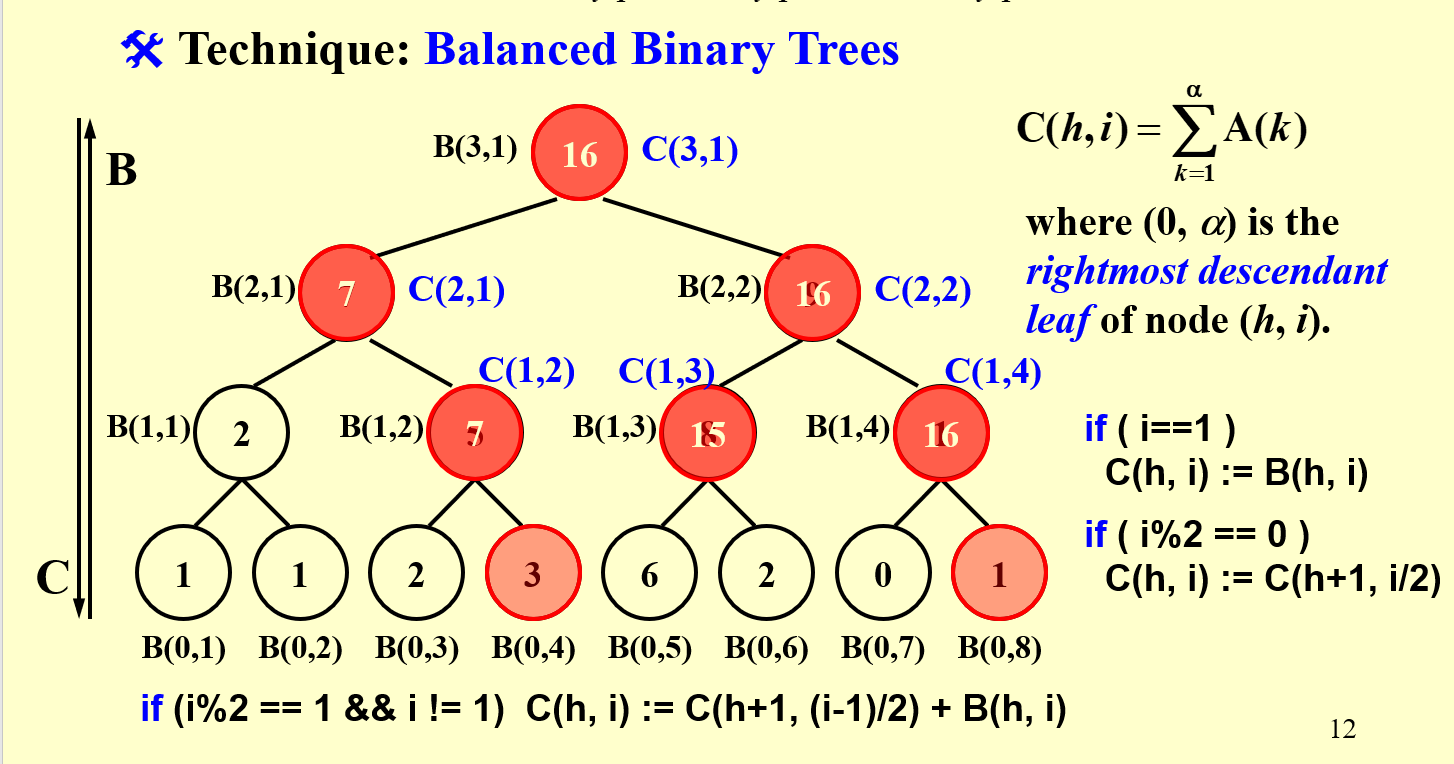 Technique: Balanced Binary Trees
B
C
B(3,1) 16 C(3,1)
B(2,1) 7 C(2,1) B(2,2) 16 C(2,2)
C(1,2) C(1,3) C(1,4)
B(1,1) 2 B(1,2) 7 B(1,3) 15 B(1,4) 16
1 1 2 3 6 2 0 1
B(0,1) B(0,2) B(0,3) B(0,4) B(0,5) B(0,6) B(0,7) B(0,8)
if (i%2 == 1 && i != 1) C(h, i) := C(h+1, (i-1)/2) + B(h, i)
C(h,i) = ∑ A(k)
α
k=1
where (0, α) is the
rightmost descendant
leaf of node (h, i).
if ( i==1 )
C(h, i) := B(h, i)
if ( i%2 == 0 )
C(h, i) := C(h+1, i/2)
12